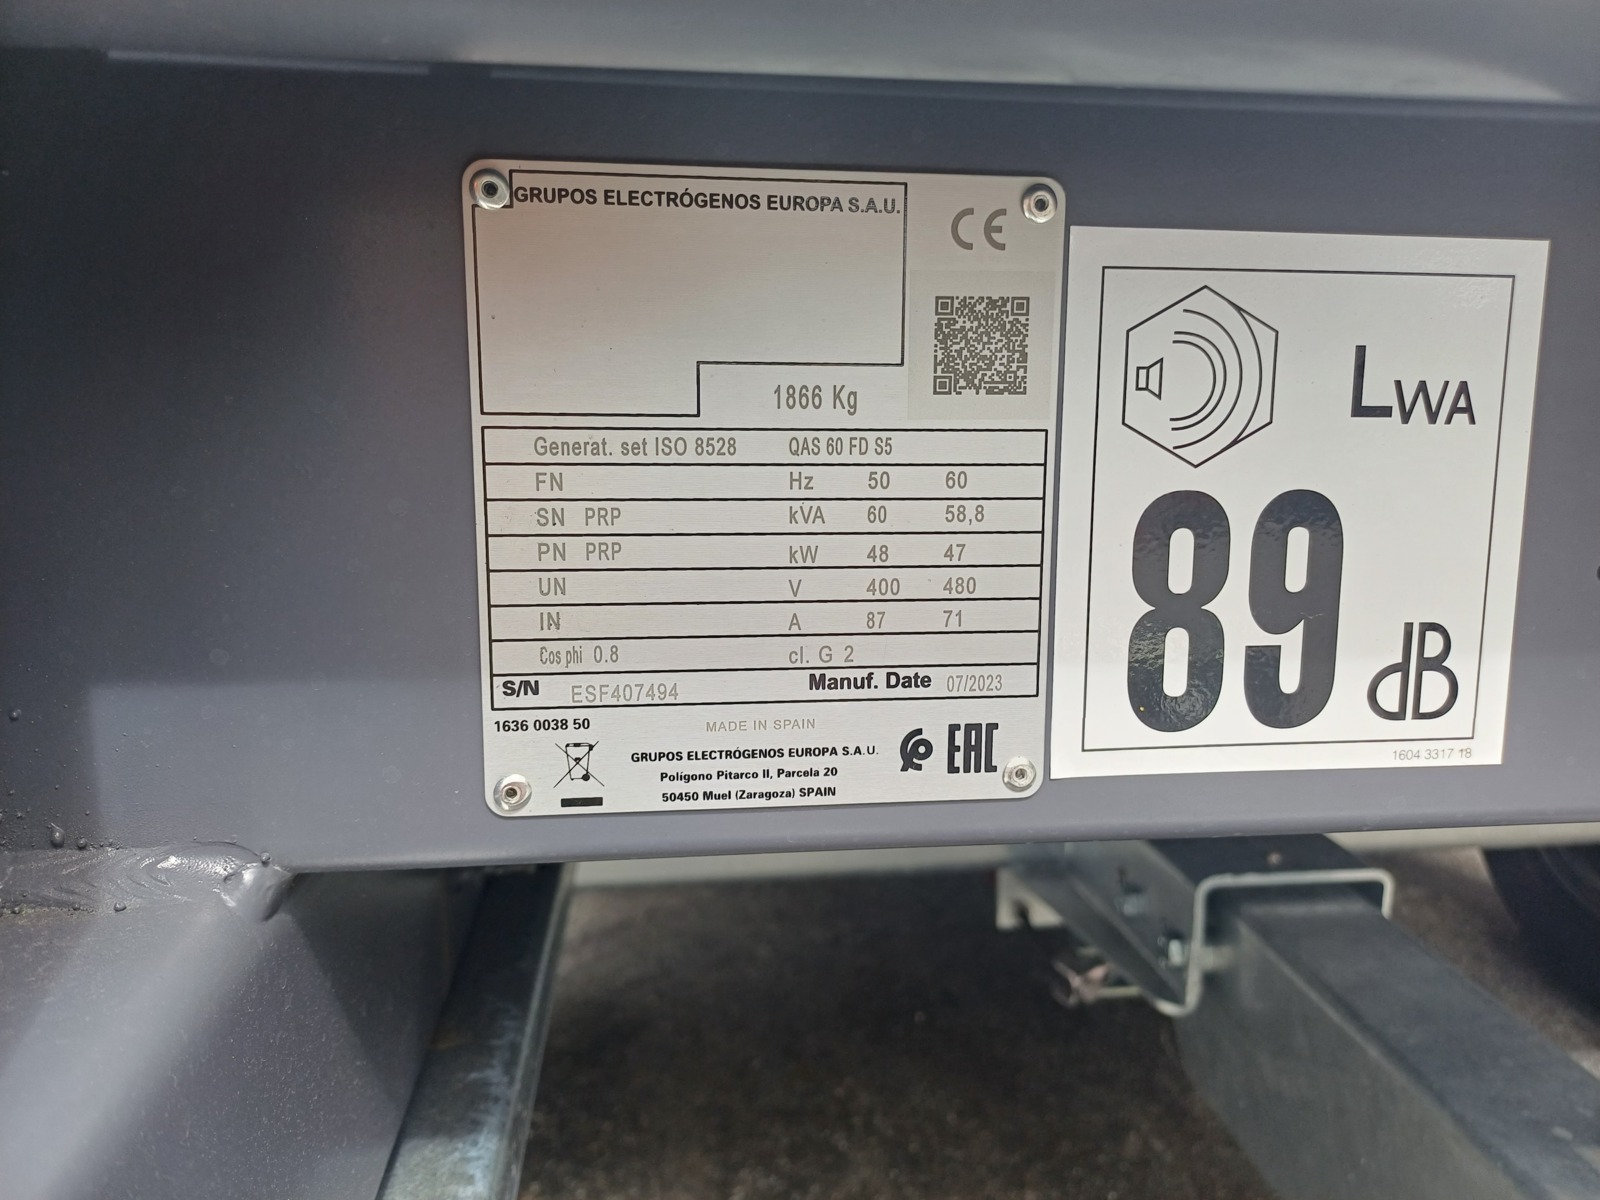 GRUPOS ELECTRÓGENOS EUROPA S.A.U.
CE
1866 Kg
Generat. set ISO 8528 QAS 60 FD S5
FN Hz 50 60
SN PRP kVA 60 58,8
PN PRP kW 48 47
UN V 400 480
IN A 87 71
Cos phi 0.8 cl. G 2
S/N ESF407494 Manuf. Date 07/2023
1636 0038 50 MADE IN SPAIN
GRUPOS ELECTRÓGENOS EUROPA S.A.U.
Polígono Pitarco II, Parcela 20
50450 Muel (Zaragoza) SPAIN
EAC
LWA
89 dB
1604 3317 18